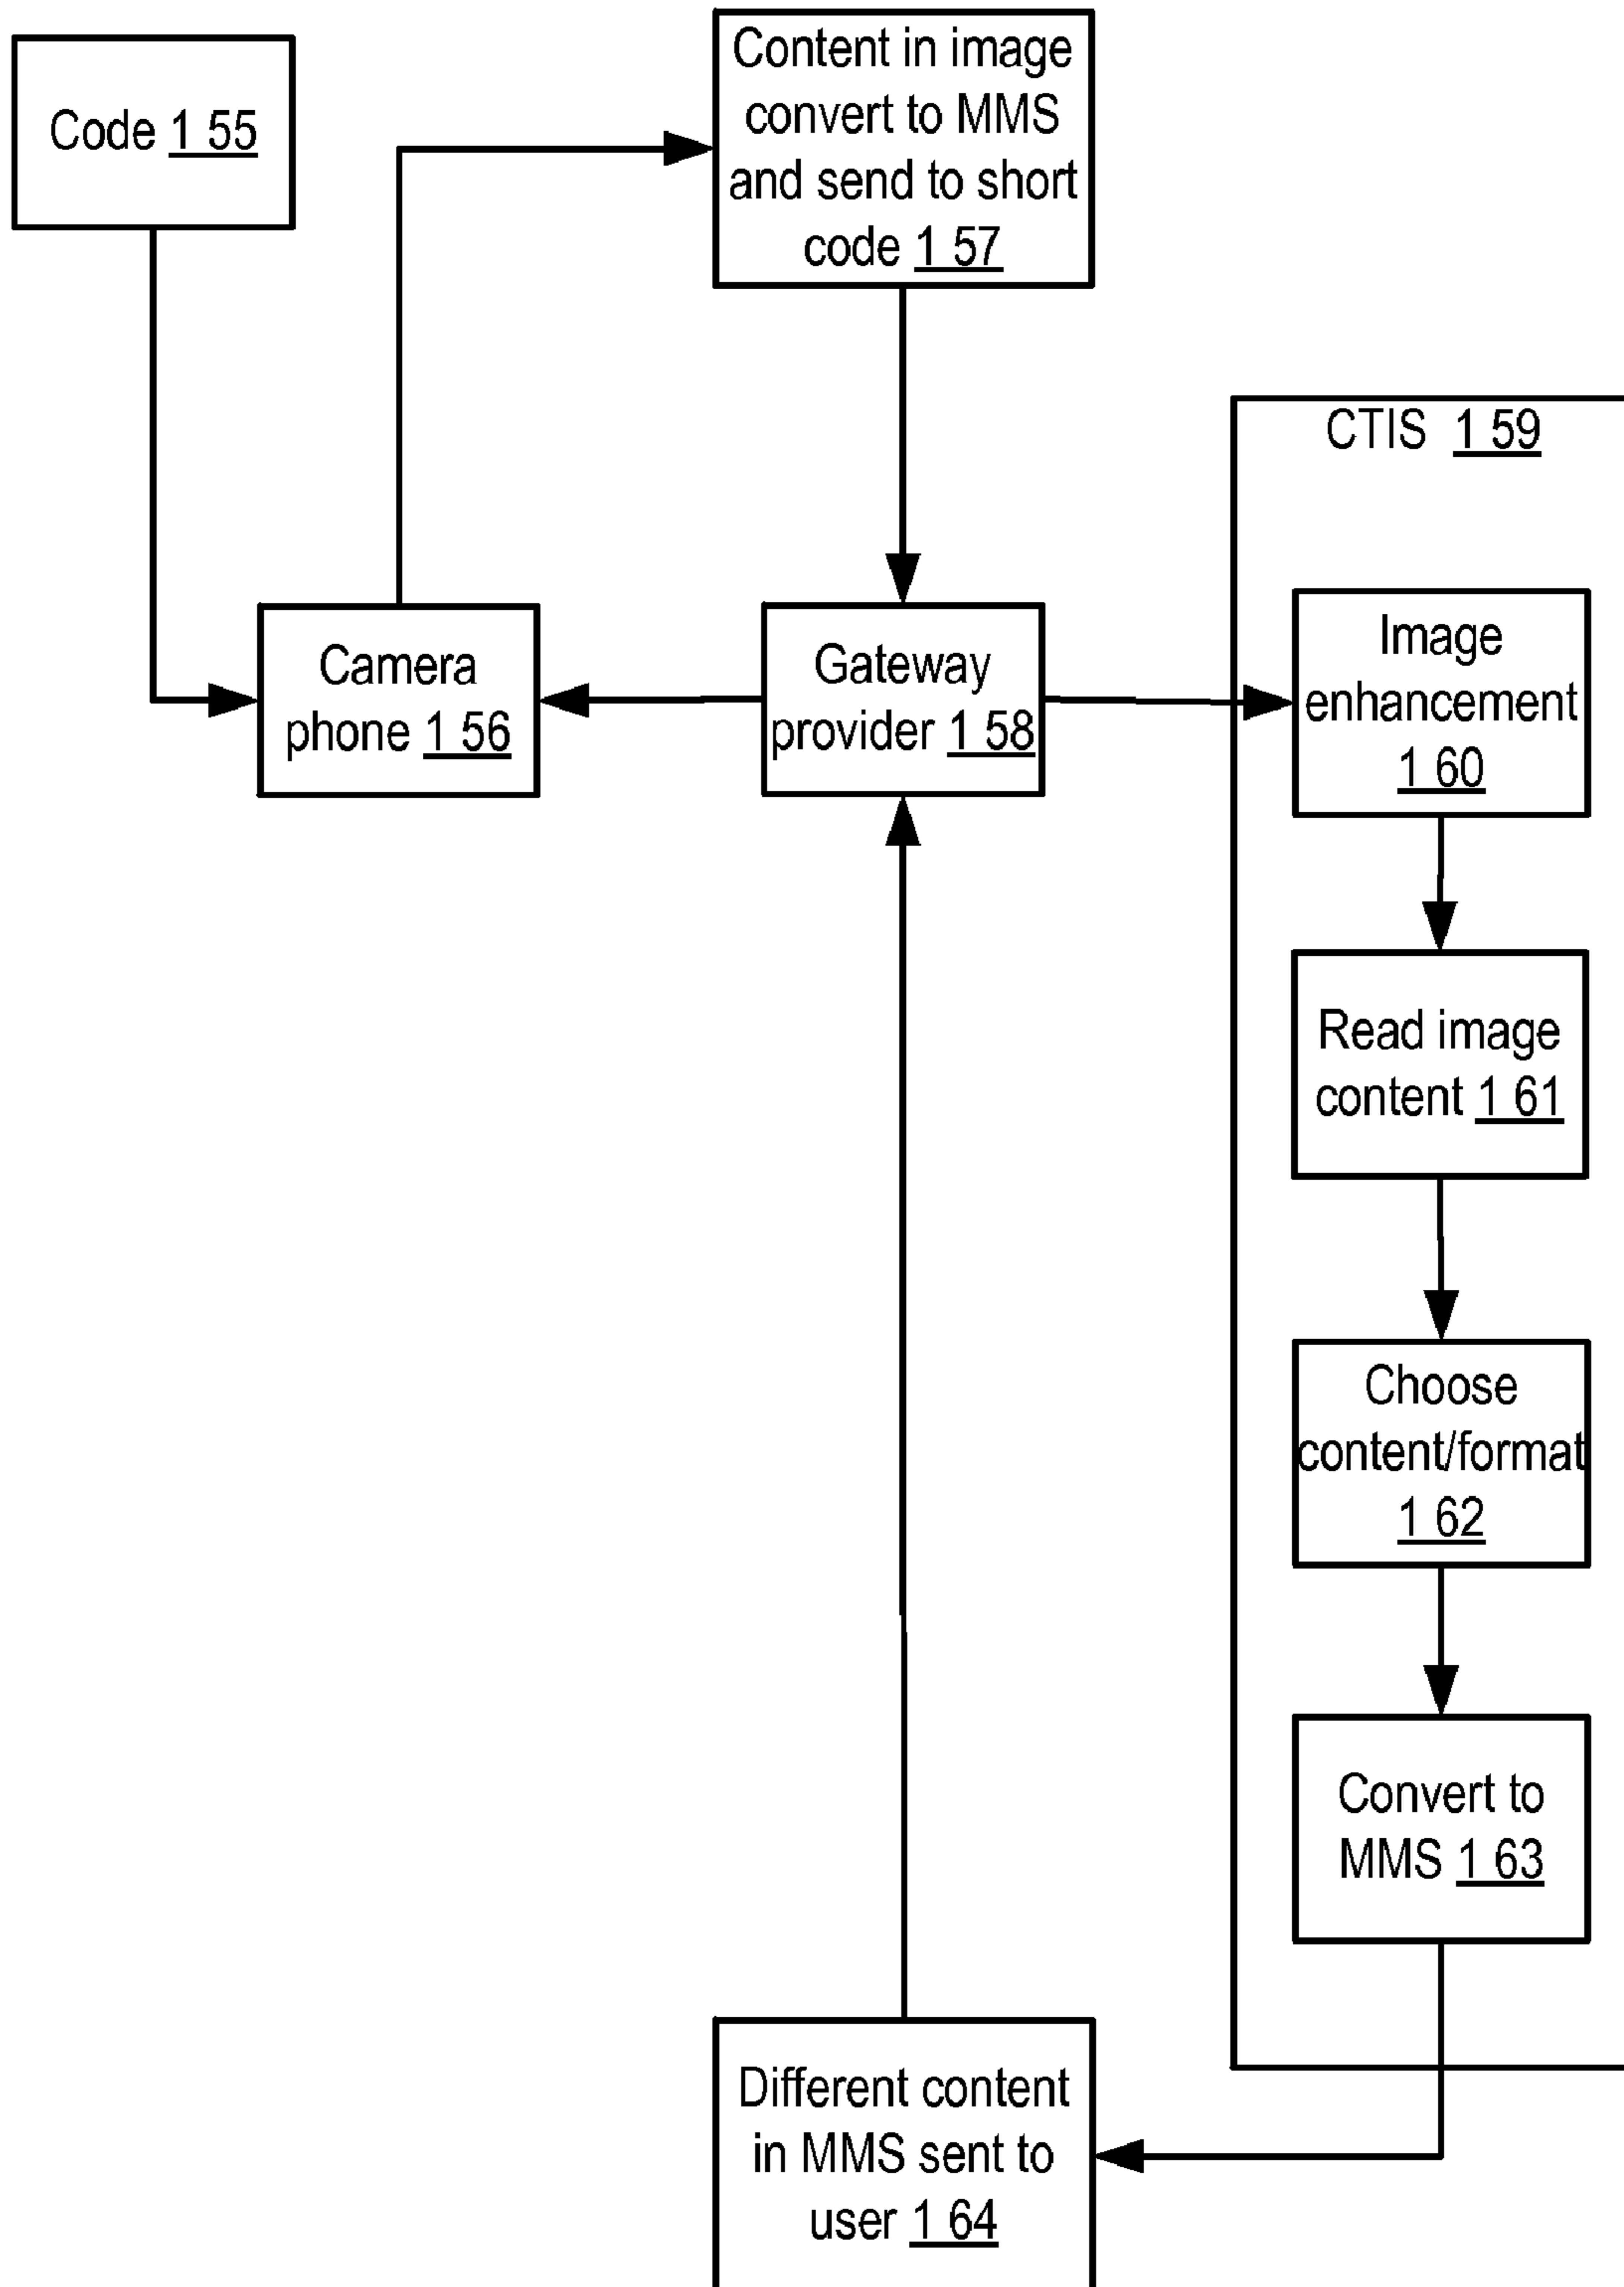 Code 1 55
Content in image
convert to MMS
and send to short
code 1 57
CTIS 1 59
Camera
phone 1 56
Gateway
provider 1 58
Image
enhancement
1 60
Read image
content 1 61
Choose
content/format
1 62
Convert to
MMS 1 63
Different content
in MMS sent to
user 1 64